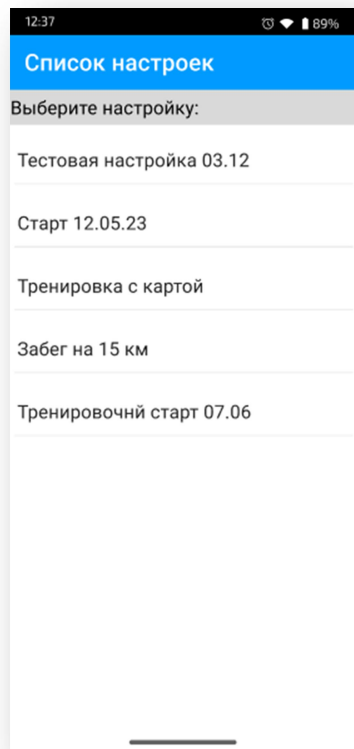 12:37
89%
Список настроек
Выберите настройку:
Тестовая настройка 03.12
Старт 12.05.23
Тренировка с картой
Забег на 15 км
Тренировочнй старт 07.06